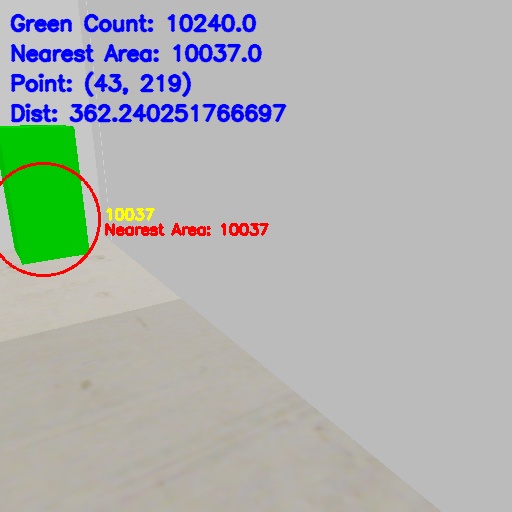 Green Count: 10240.0
Nearest Area: 10037.0
Point: (43, 219)
Dist: 362.240251766697
10037
Nearest Area: 10037